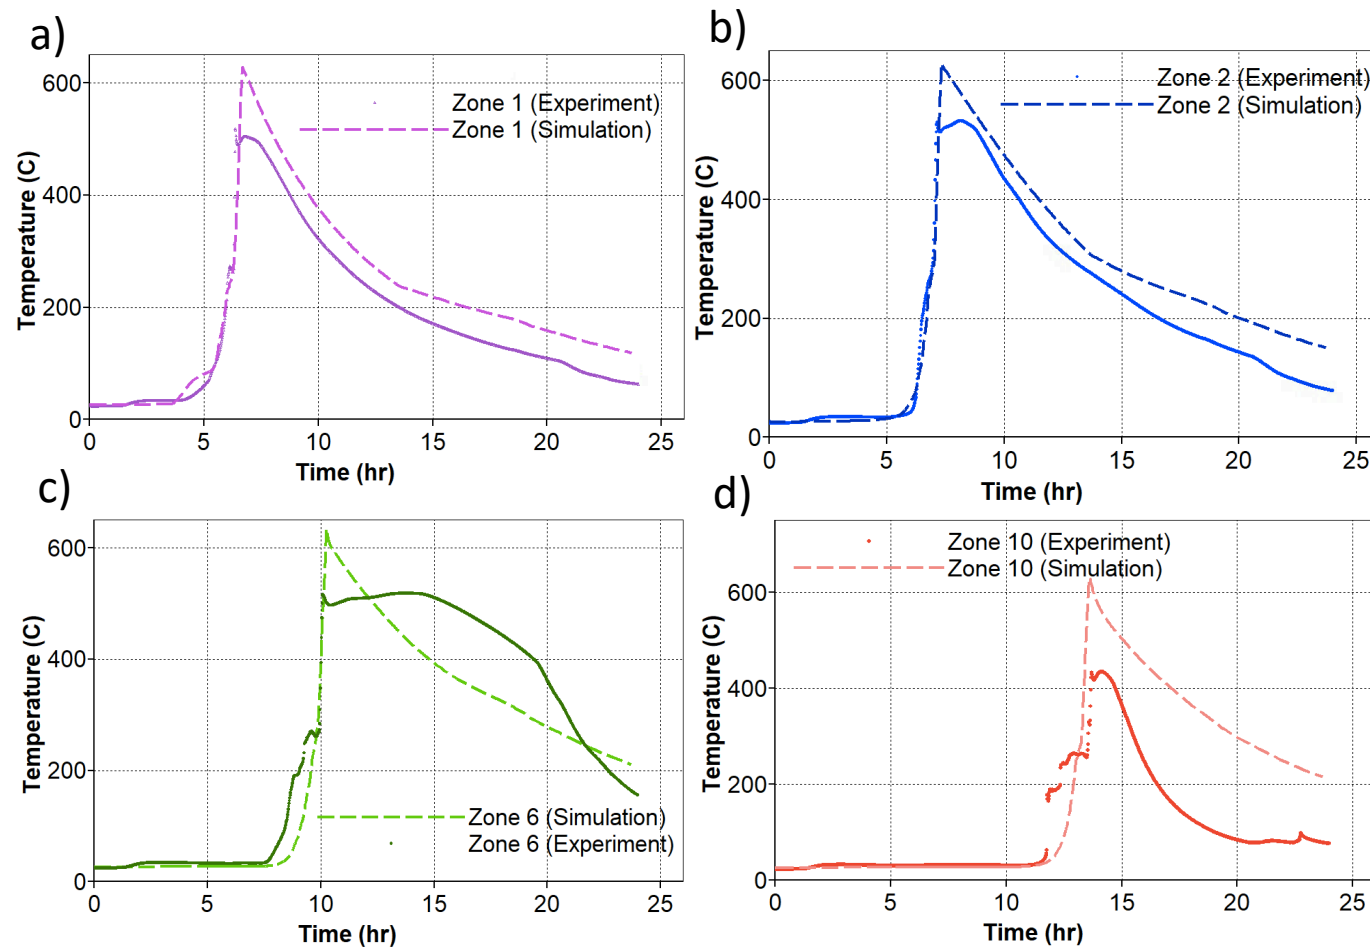 a)
Temperature (C)
600
400
200
0
Zone 1 (Experiment)
Zone 1 (Simulation)
0 5 10 15 20 25
Time (hr)
b)
Temperature (C)
600
400
200
0
Zone 2 (Experiment)
Zone 2 (Simulation)
0 5 10 15 20 25
Time (hr)
c)
Temperature (C)
600
400
200
0
Zone 6 (Simulation)
Zone 6 (Experiment)
0 5 10 15 20 25
Time (hr)
d)
Temperature (C)
600
400
200
0
Zone 10 (Experiment)
Zone 10 (Simulation)
0 5 10 15 20 25
Time (hr)